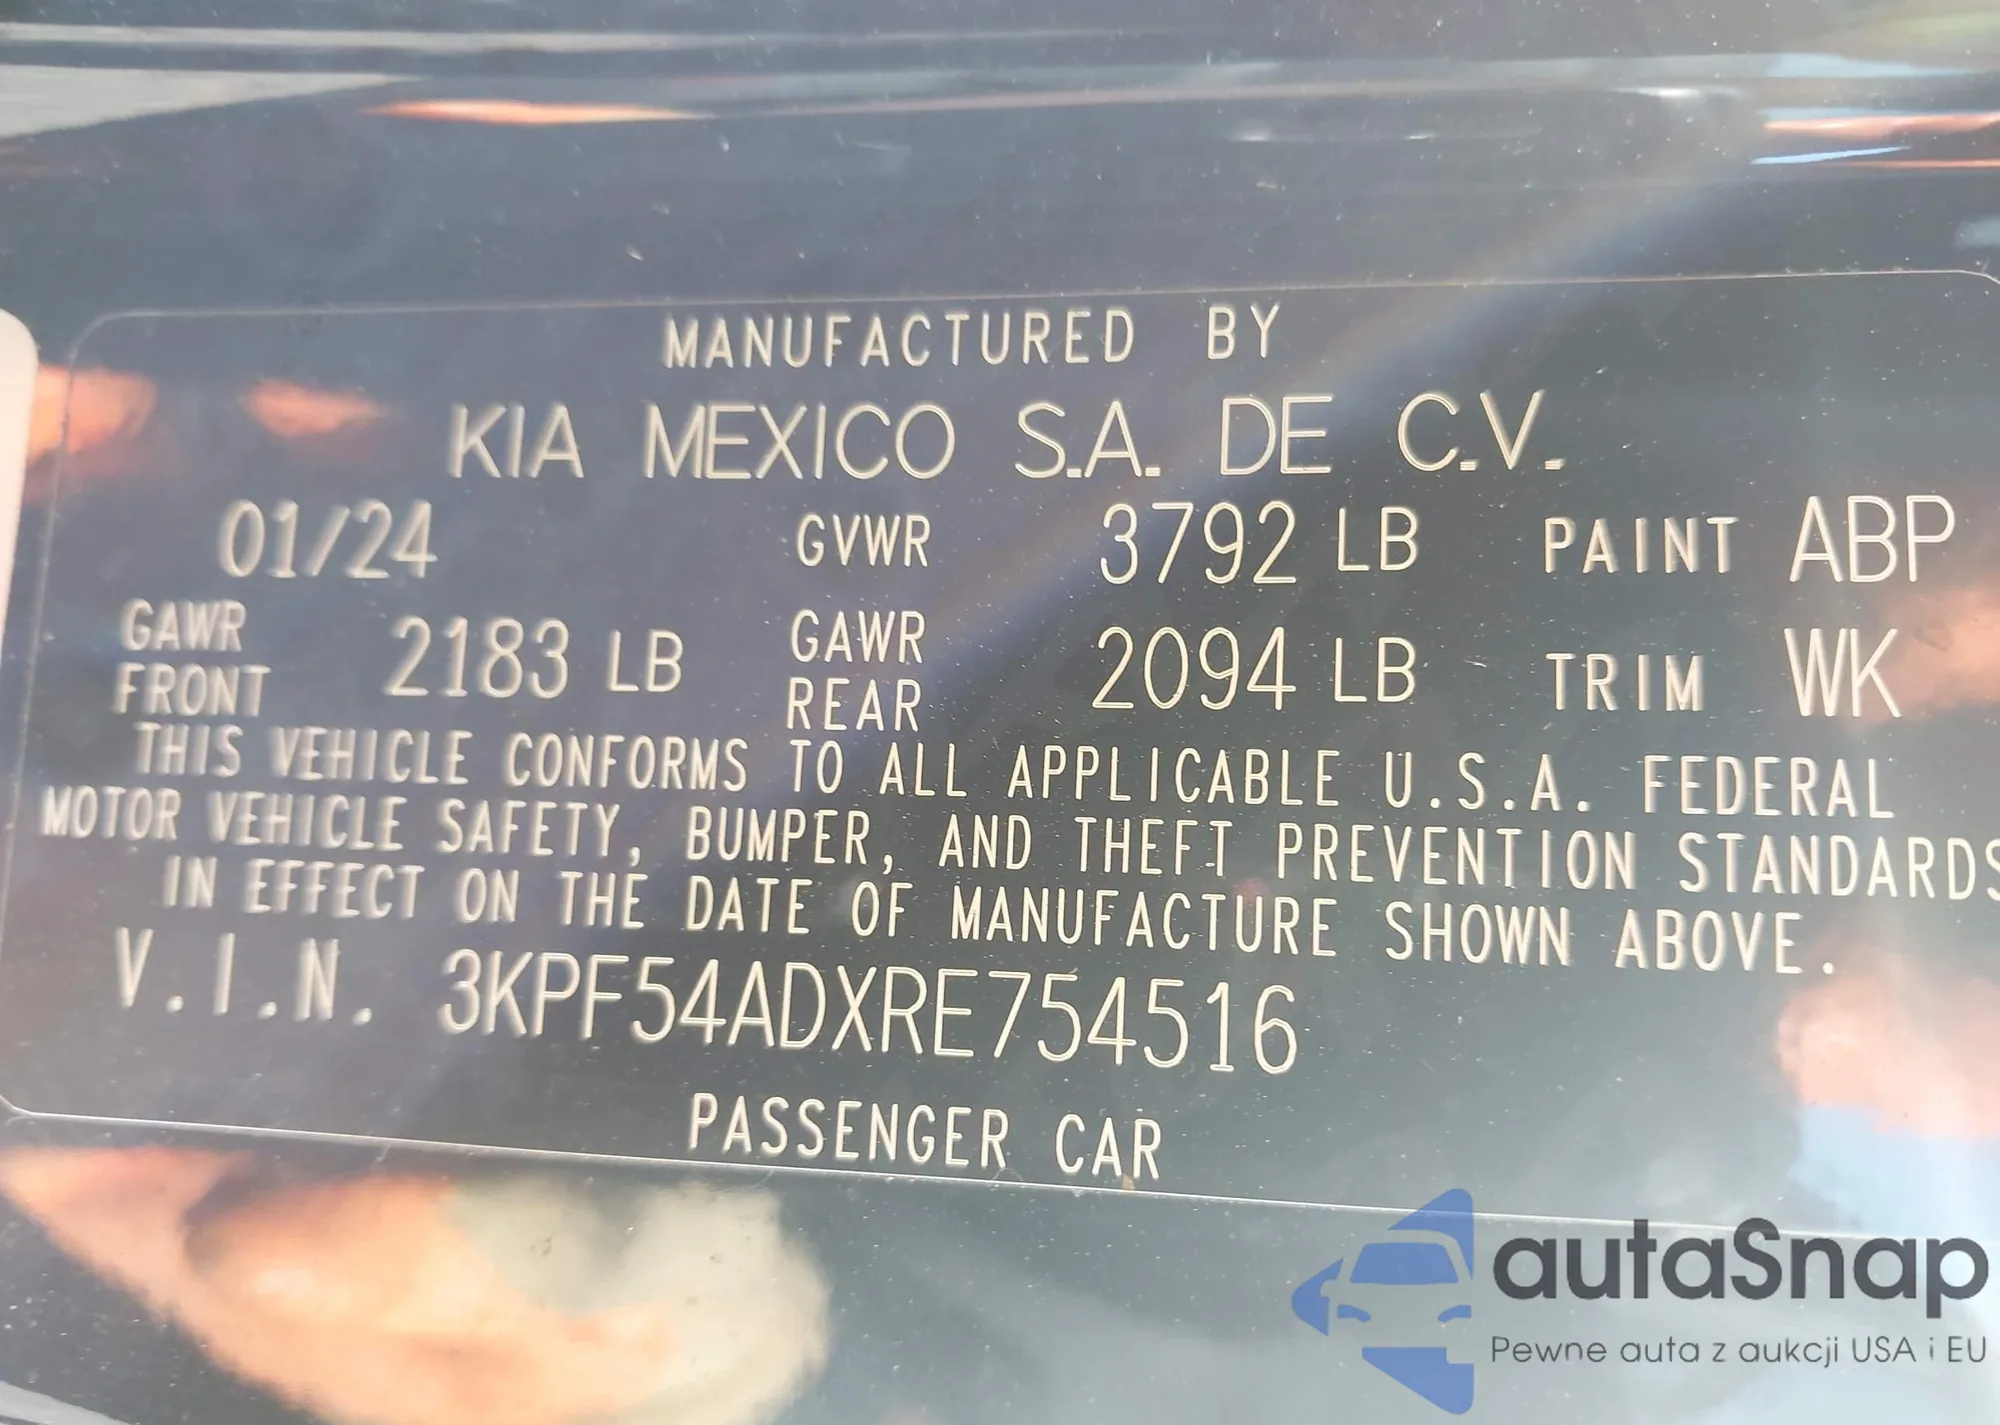 MANUFACTURED BY
KIA MEXICO S.A. DE C.V.
01/24 GVWR 3792 LB PAINT ABP
GAWR FRONT 2183 LB GAWR REAR 2094 LB TRIM WK
THIS VEHICLE CONFORMS TO ALL APPLICABLE U.S.A. FEDERAL
MOTOR VEHICLE SAFETY, BUMPER, AND THEFT PREVENTION STANDARDS
IN EFFECT ON THE DATE OF MANUFACTURE SHOWN ABOVE.
V.I.N. 3KPF54ADXRE754516
PASSENGER CAR
autaSnap
Pewne auta z aukcji USA i EU